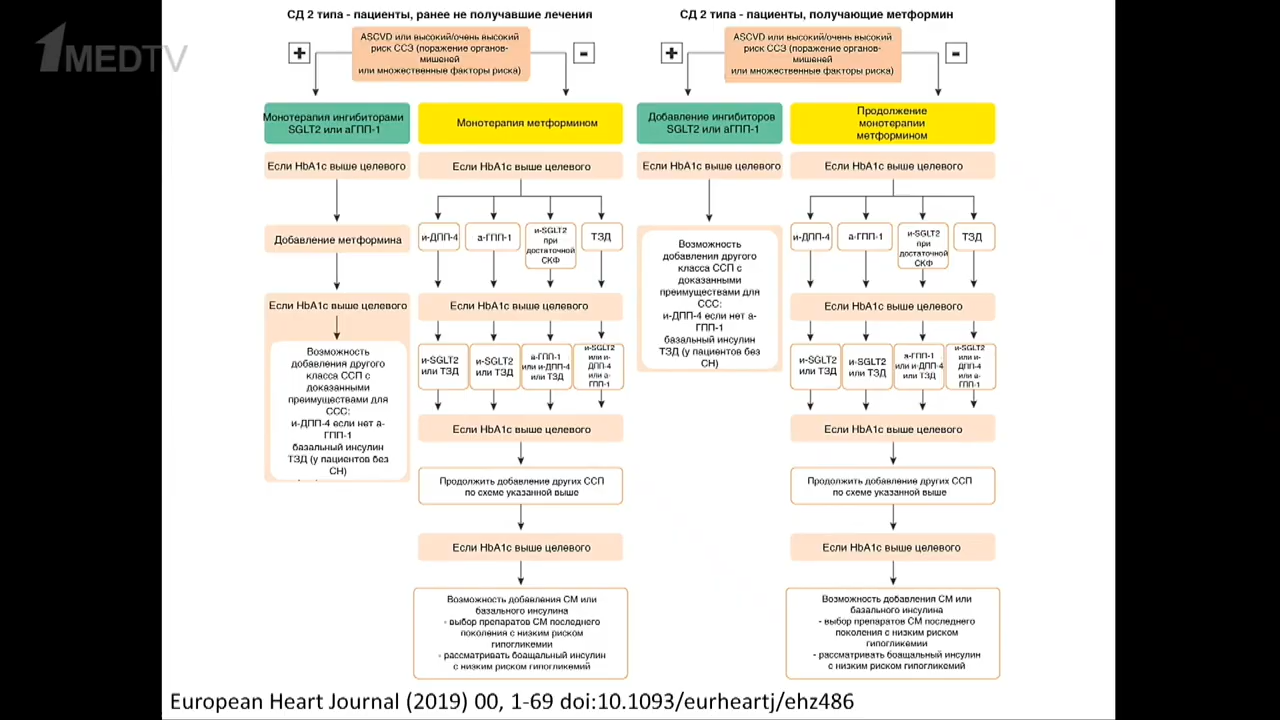 1MEDTV
СД 2 типа - пациенты, ранее не получавшие лечения
+
ASCVD или высокий/очень высокий
риск ССЗ (поражение органов-
мишеней
или множественные факторы риска)
-
Монотерапия ингибиторами
SGLT2 или аГПП-1
Монотерапия метформином
Если HbA1c выше целевого
Если HbA1c выше целевого
Добавление метформина
и-ДПП-4
а-ГПП-1
и-SGLT2
при
достаточной
СКФ
ТЗД
Если HbA1c выше целевого
Если HbA1c выше целевого
Возможность
добавления другого
класса ССП с
доказанными
преимуществами для
ССС:
и-ДПП-4 если нет а-
ГПП-1
базальный инсулин
ТЗД (у пациентов без
СН)
и-SGLT2
или ТЗД
и-SGLT2
или ТЗД
а-ГПП-1
или и-ДПП-4
или ТЗД
и-SGLT2
или и-
ДПП-4
или а-
ГПП-1
Если HbA1c выше целевого
Продолжить добавление других ССП
по схеме указанной выше
Если HbA1c выше целевого
Возможность добавления СМ или
базального инсулина
- выбор препаратов СМ последнего
поколения с низким риском
гипогликемии
- рассматривать боащальный инсулин
с низким риском гипогликемий
СД 2 типа - пациенты, получающие метформин
+
ASCVD или высокий/очень высокий
риск ССЗ (поражение органов-
мишеней
или множественные факторы риска)
-
Добавление ингибиторов
SGLT2 или аГПП-1
Продолжение
монотерапии
метформином
Если HbA1c выше целевого
Если HbA1c выше целевого
Возможность
добавления другого
класса ССП с
доказанными
преимуществами для
ССС:
и-ДПП-4 если нет а-
ГПП-1
базальный инсулин
ТЗД (у пациентов без
СН)
и-ДПП-4
а-ГПП-1
и-SGLT2
при
достаточной
СКФ
ТЗД
Если HbA1c выше целевого
и-SGLT2
или ТЗД
и-SGLT2
или ТЗД
а-ГПП-1
или и-ДПП-4
или ТЗД
и-SGLT2
или и-
ДПП-4
или а-
ГПП-1
Если HbA1c выше целевого
Продолжить добавление других ССП
по схеме указанной выше
Если HbA1c выше целевого
Возможность добавления СМ или
базального инсулина
- выбор препаратов СМ последнего
поколения с низким риском
гипогликемии
- рассматривать боащальный инсулин
с низким риском гипогликемий
European Heart Journal (2019) 00, 1-69 doi:10.1093/eurheartj/ehz486